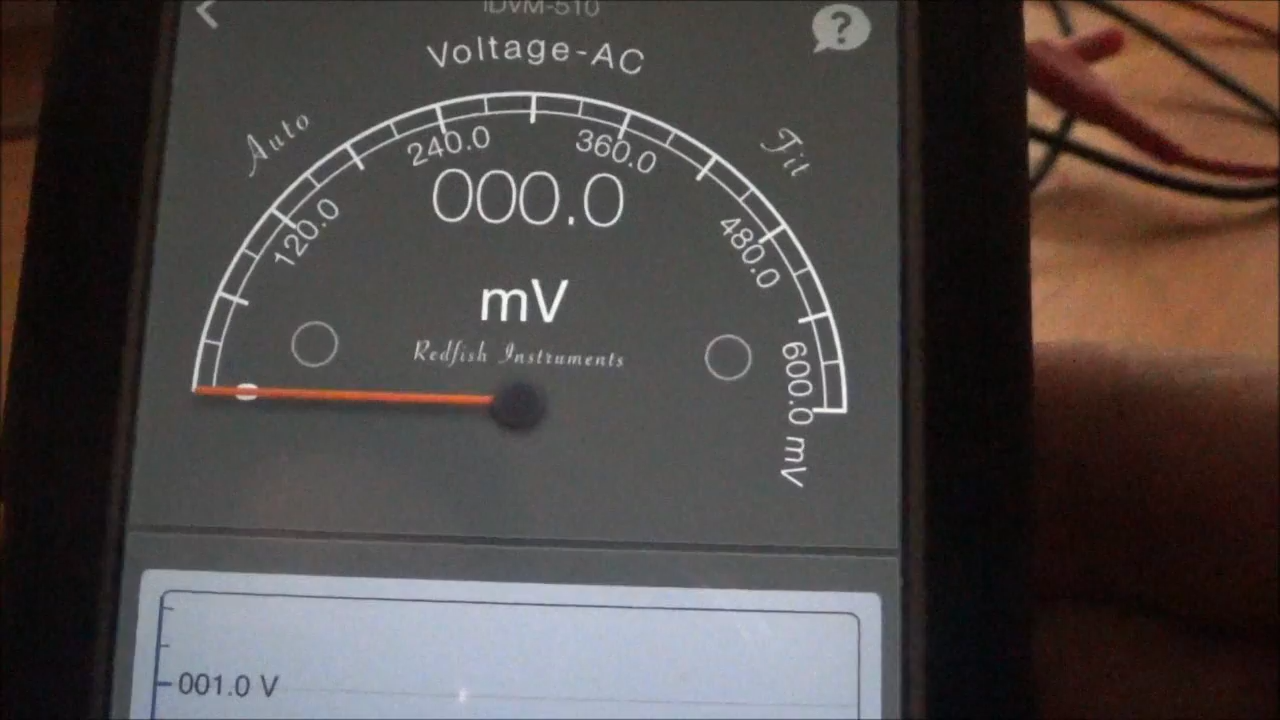 iDVM-510
Voltage-AC
?
Auto
Fit
240.0
360.0
000.0
120.0
480.0
mV
Redfish Instruments
600.0 mV
001.0 V